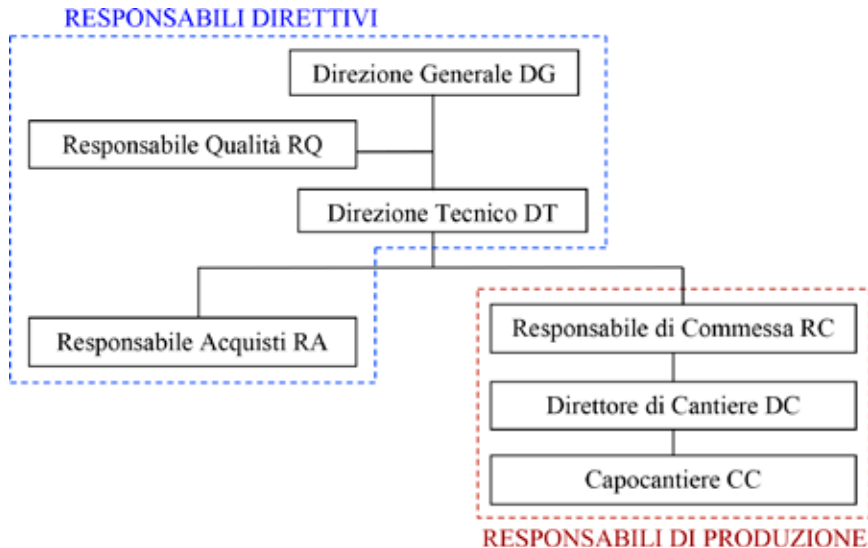 RESPONSABILI DIRETTIVI
Direzione Generale DG
Responsabile Qualità RQ
Direzione Tecnico DT
Responsabile Acquisti RA
Responsabile di Commessa RC
Direttore di Cantiere DC
Capocantiere CC
RESPONSABILI DI PRODUZIONE